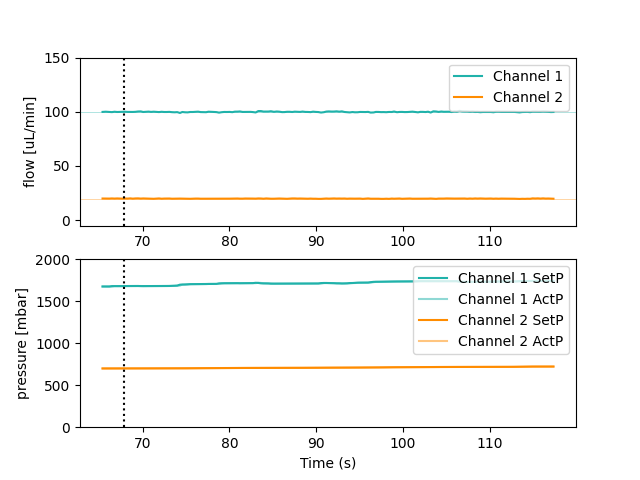 150
100
50
0
flow [uL/min]
Channel 1
Channel 2
70 80 90 100 110
2000
1500
1000
500
0
pressure [mbar]
Channel 1 SetP
Channel 1 ActP
Channel 2 SetP
Channel 2 ActP
70 80 90 100 110
Time (s)